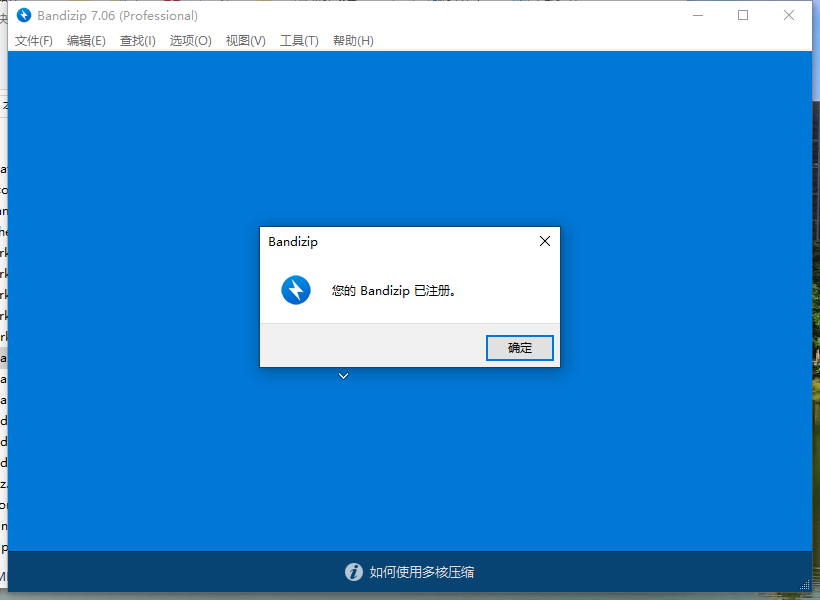 Bandizip 7.06 (Professional)
文件(F) 编辑(E) 查找(I) 选项(O) 视图(V) 工具(T) 帮助(H)
Bandizip
您的 Bandizip 已注册。
确定
如何使用多核压缩